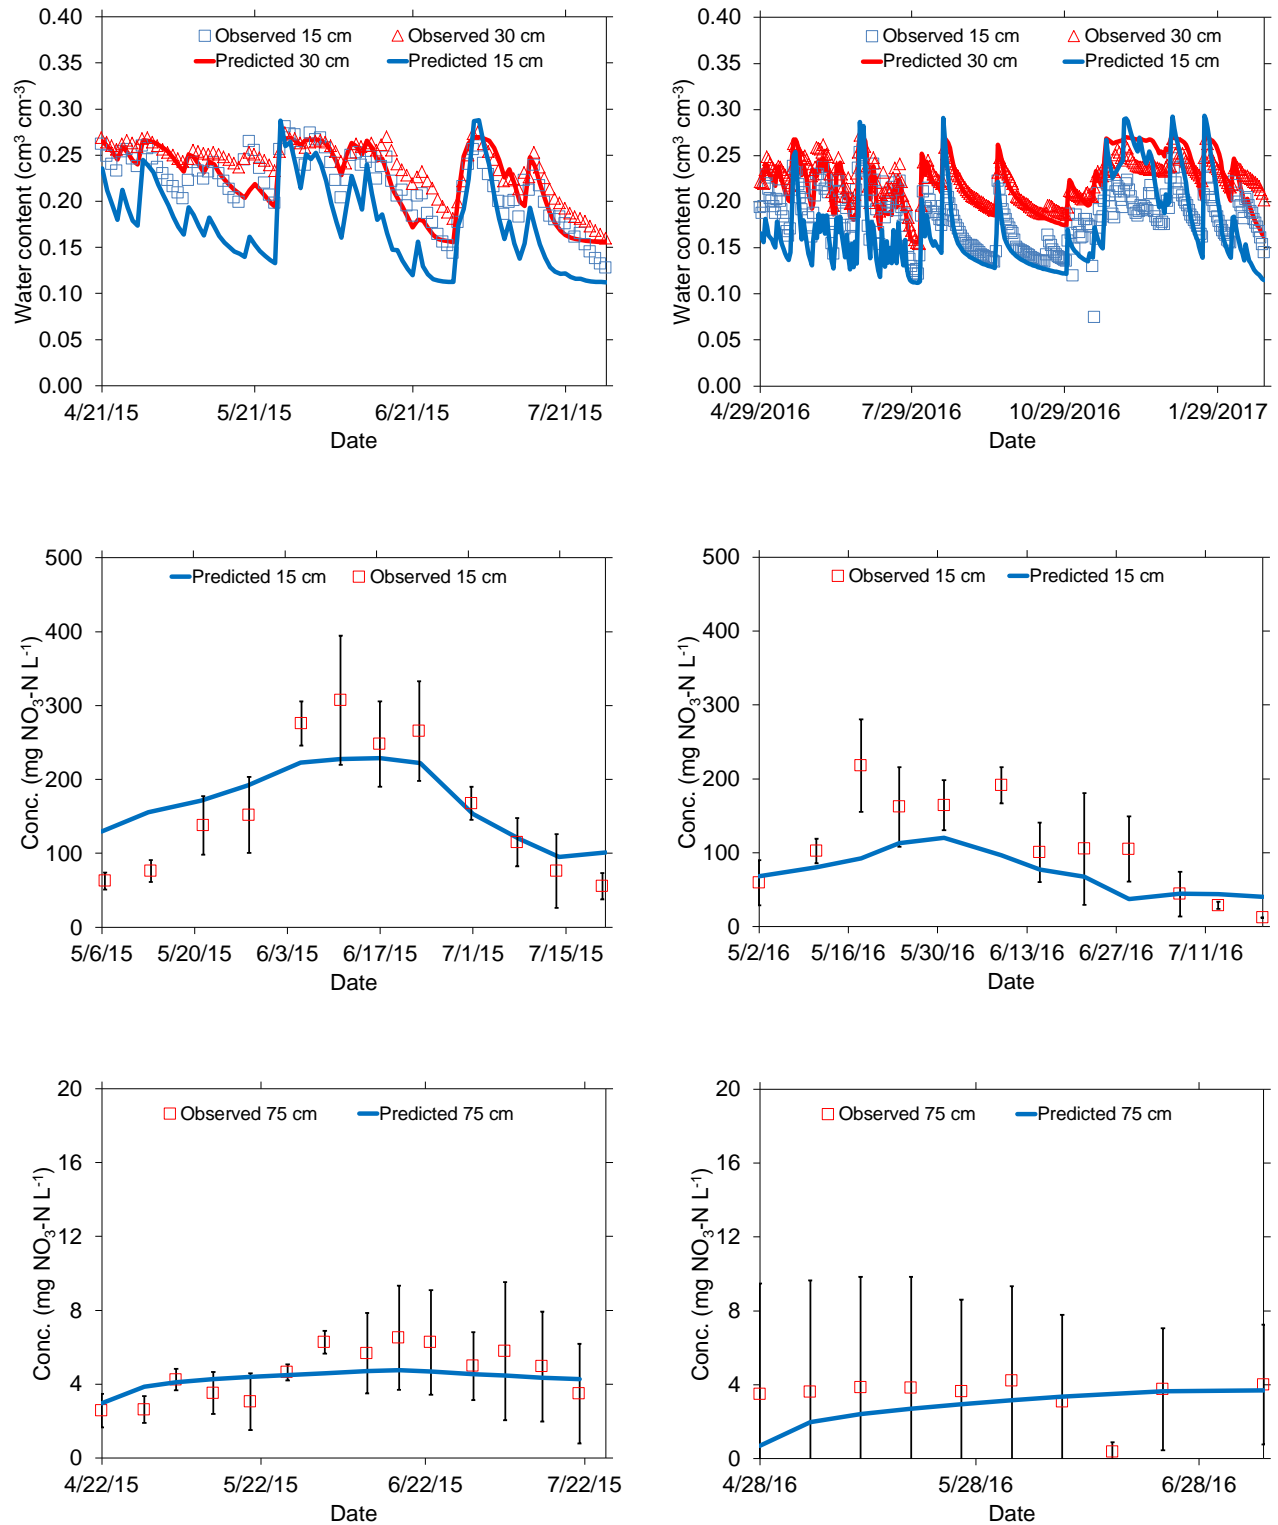 0.40
0.35
0.30
0.25
0.20
0.15
0.10
0.05
0.00
Water content (cm³ cm⁻³)
Observed 15 cm
Observed 30 cm
Predicted 30 cm
Predicted 15 cm
4/21/15
5/21/15
6/21/15
7/21/15
Date
0.40
0.35
0.30
0.25
0.20
0.15
0.10
0.05
0.00
Water content (cm³ cm⁻³)
Observed 15 cm
Observed 30 cm
Predicted 30 cm
Predicted 15 cm
4/29/2016
7/29/2016
10/29/2016
1/29/2017
Date
500
400
300
200
100
0
Conc. (mg NO₃-N L⁻¹)
Predicted 15 cm
Observed 15 cm
5/6/15
5/20/15
6/3/15
6/17/15
7/1/15
7/15/15
Date
500
400
300
200
100
0
Conc. (mg NO₃-N L⁻¹)
Observed 15 cm
Predicted 15 cm
5/2/16
5/16/16
5/30/16
6/13/16
6/27/16
7/11/16
Date
20
16
12
8
4
0
Conc. (mg NO₃-N L⁻¹)
Observed 75 cm
Predicted 75 cm
4/22/15
5/22/15
6/22/15
7/22/15
Date
20
16
12
8
4
0
Conc. (mg NO₃-N L⁻¹)
Observed 75 cm
Predicted 75 cm
4/28/16
5/28/16
6/28/16
Date